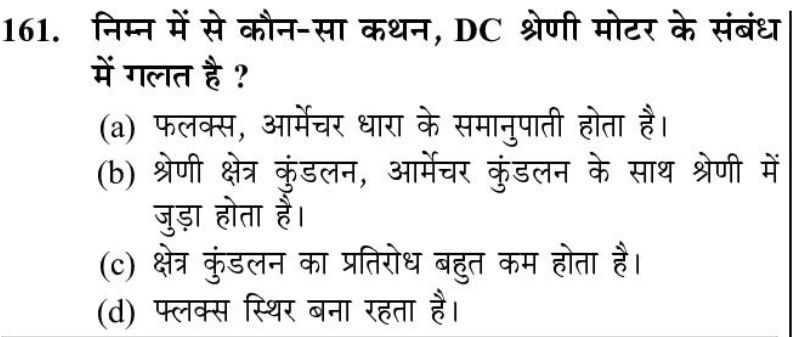 161. निम्न में से कौन-सा कथन, DC श्रेणी मोटर के संबंध
में गलत है ?
(a) फलक्स, आर्मेचर धारा के समानुपाती होता है।
(b) श्रेणी क्षेत्र कुंडलन, आर्मेचर कुंडलन के साथ श्रेणी में
जुड़ा होता है।
(c) क्षेत्र कुंडलन का प्रतिरोध बहुत कम होता है।
(d) फ्लक्स स्थिर बना रहता है।